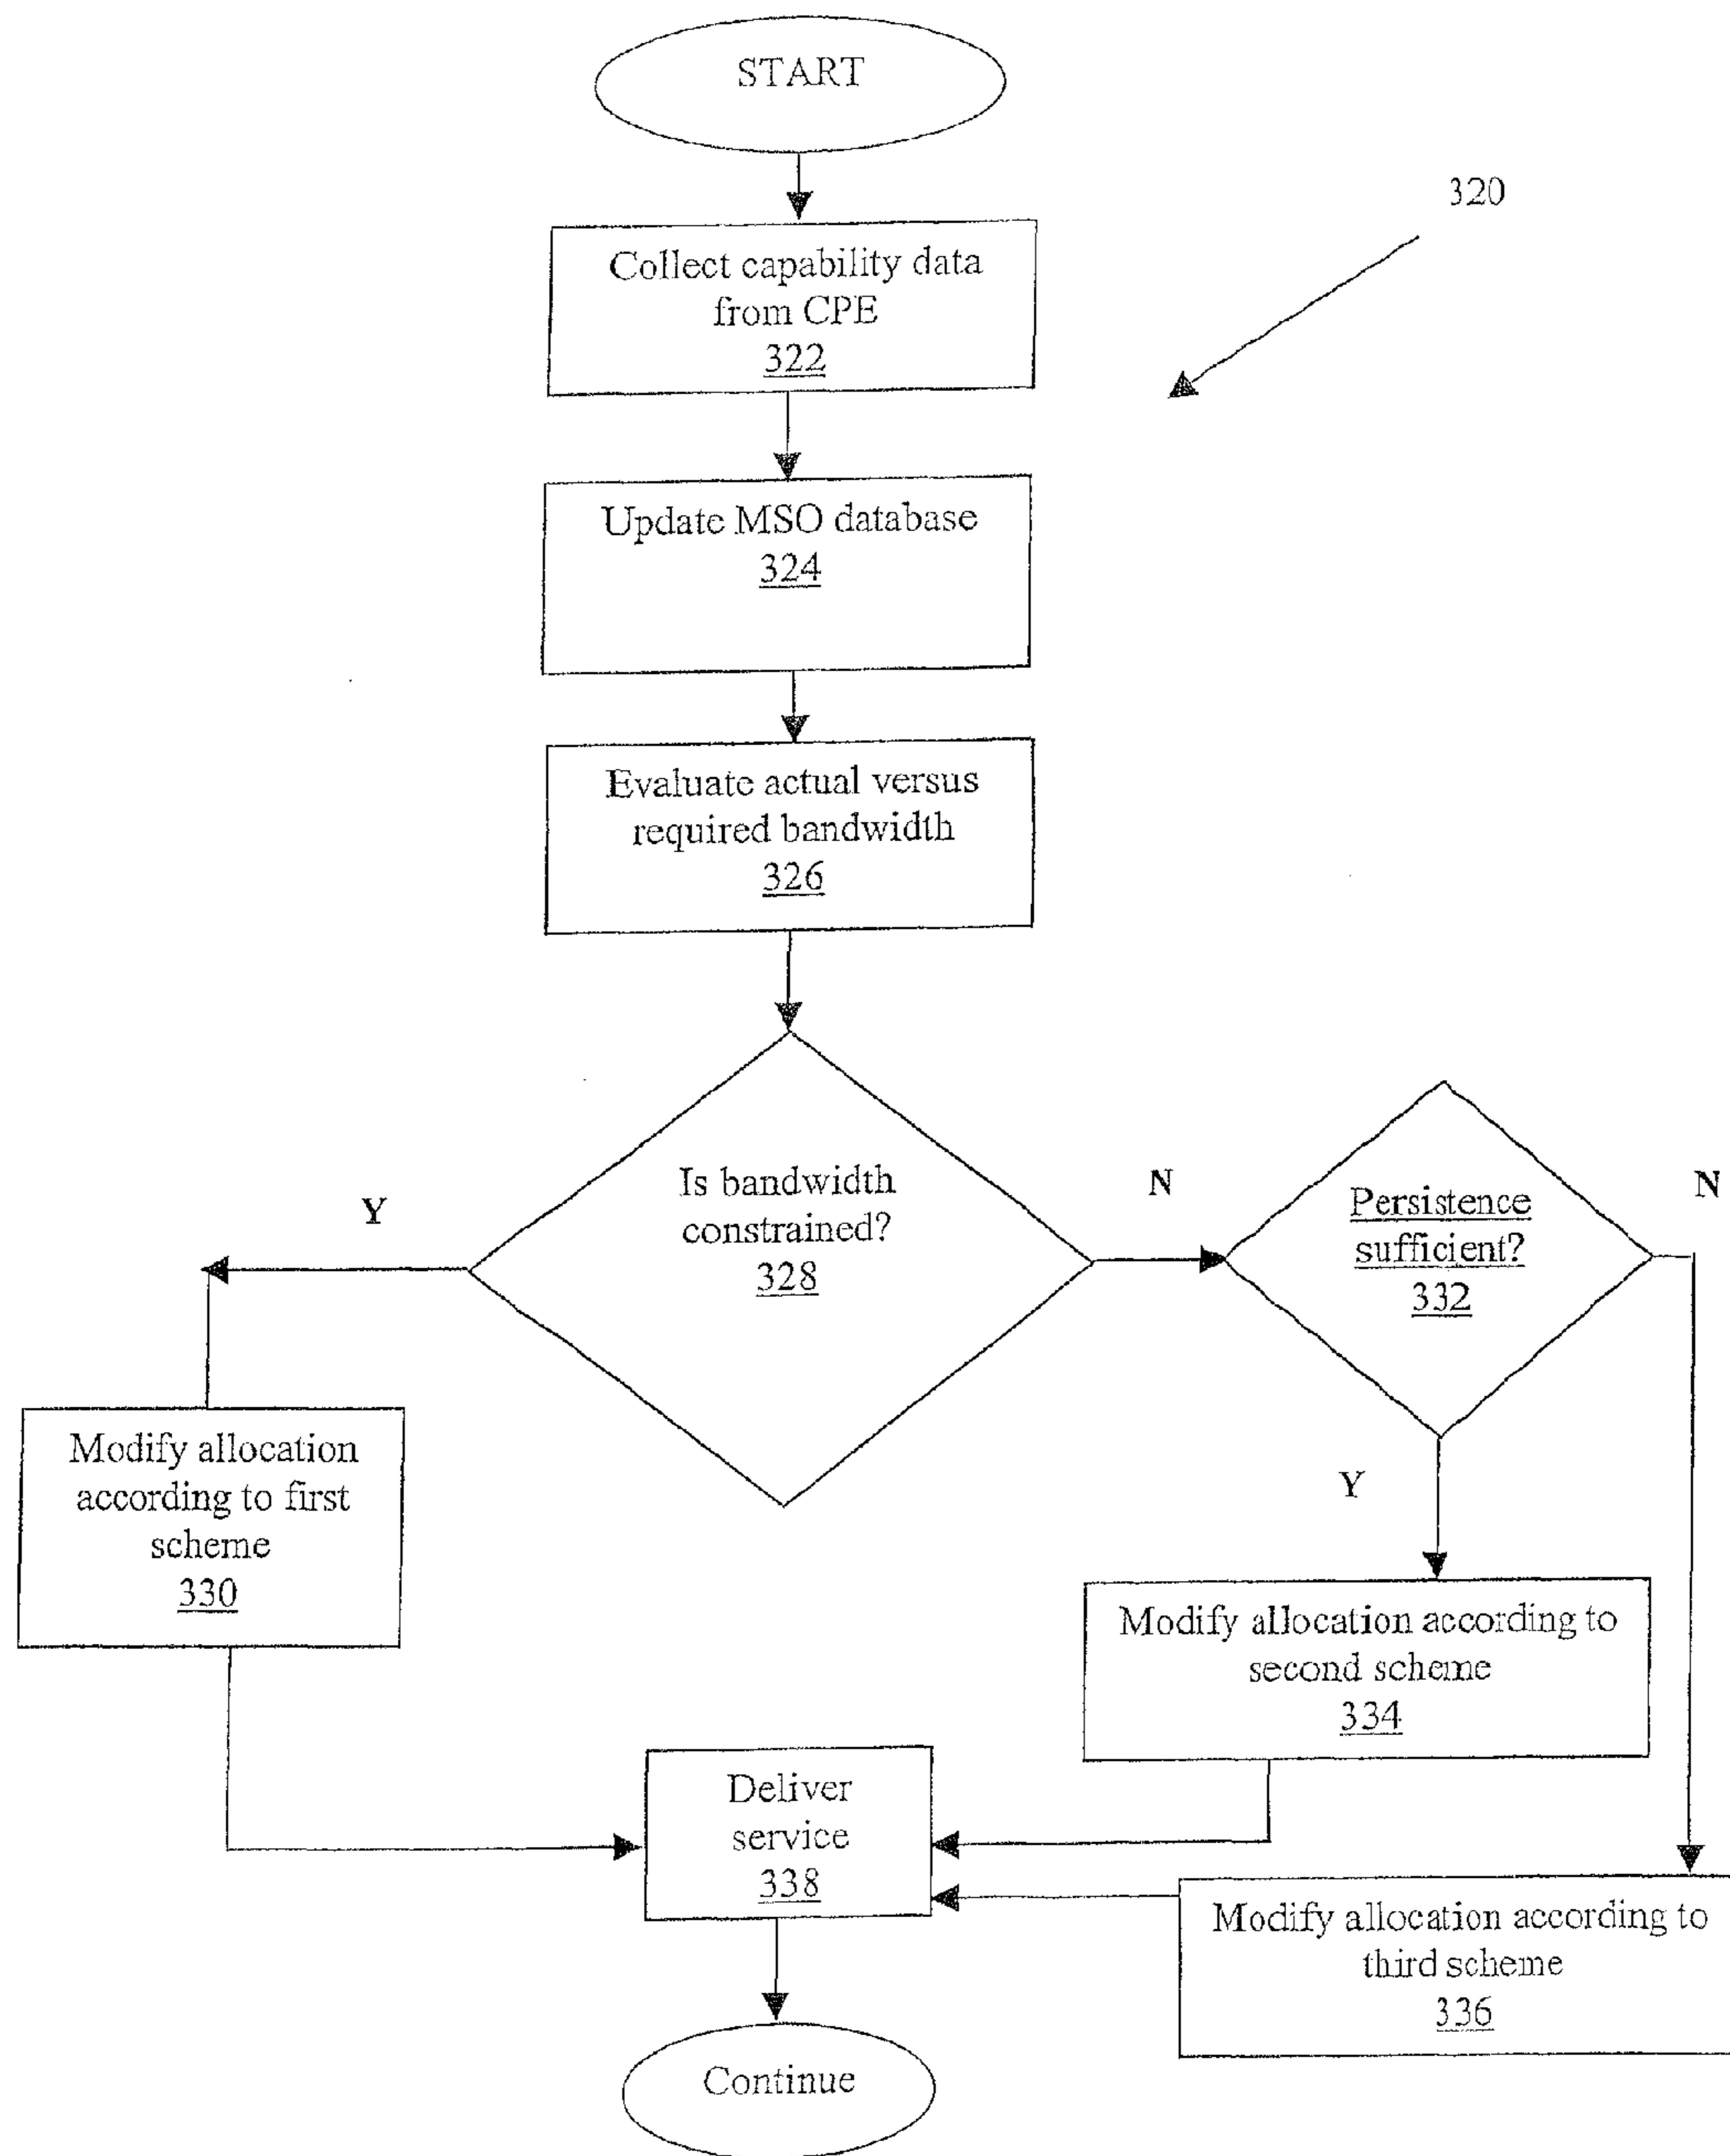 START
320
Collect capability data
from CPE
322
Update MSO database
324
Evaluate actual versus
required bandwidth
326
Is bandwidth
constrained?
328
Y
N
Persistence
sufficient?
332
N
Y
Modify allocation
according to first
scheme
330
Modify allocation according to
second scheme
334
Deliver
service
338
Modify allocation according to
third scheme
336
Continue